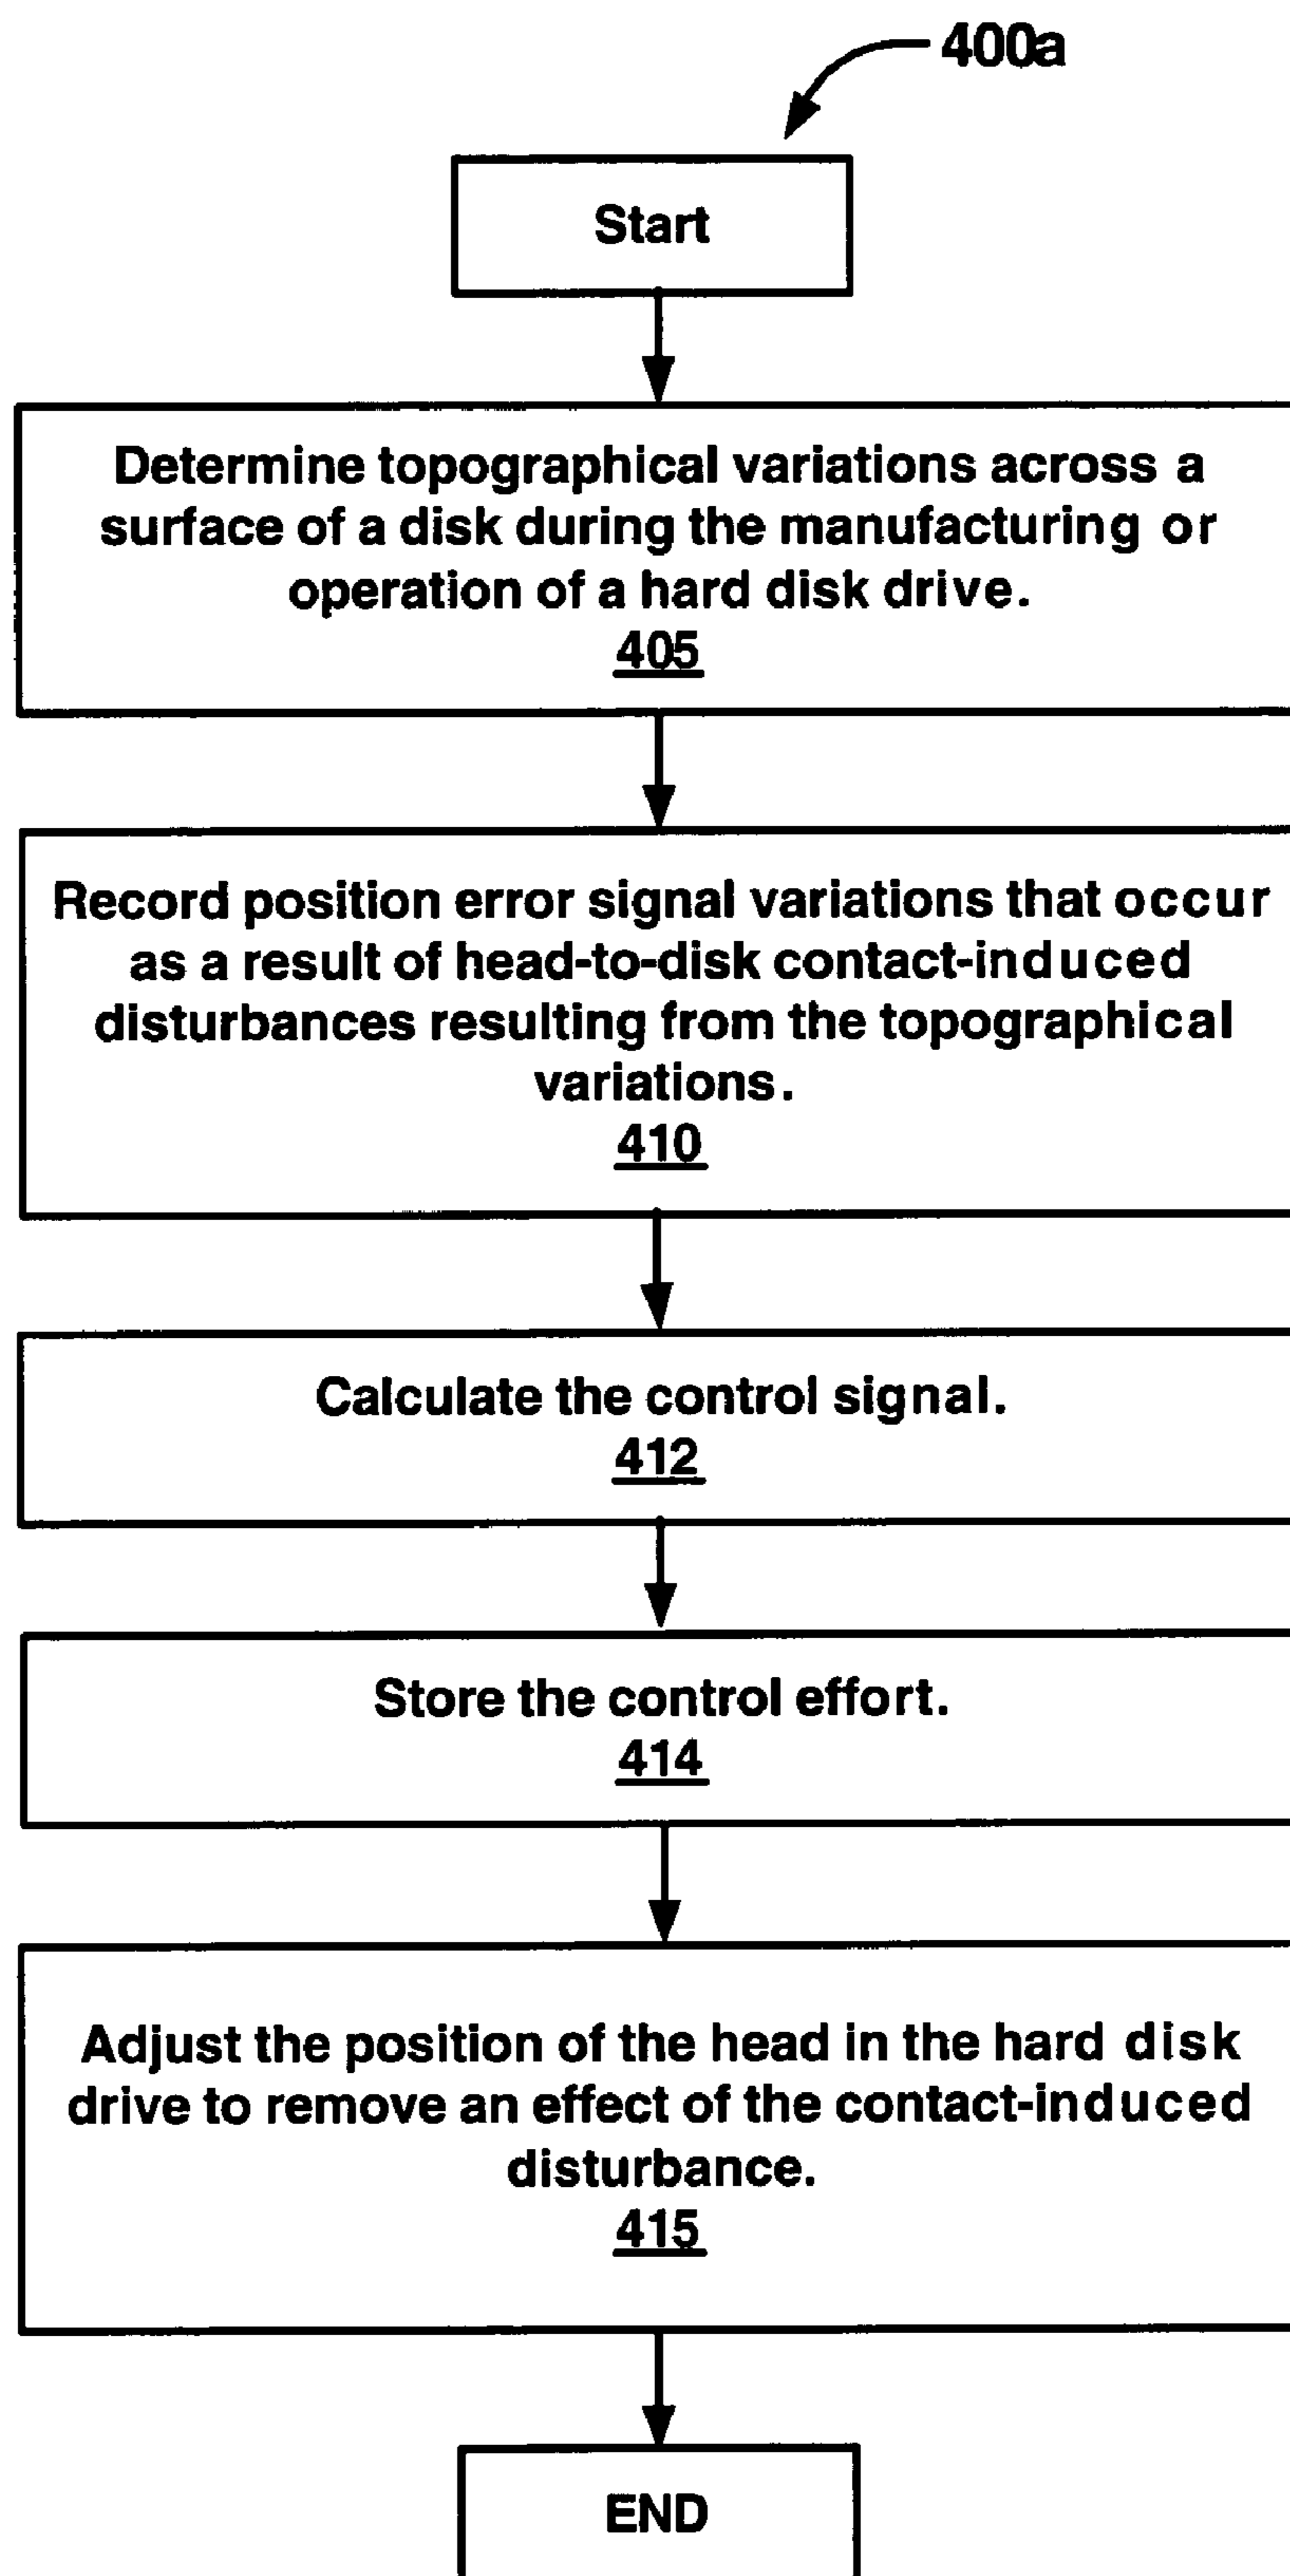 400a
Start
Determine topographical variations across a
surface of a disk during the manufacturing or
operation of a hard disk drive.
405
Record position error signal variations that occur
as a result of head-to-disk contact-induced
disturbances resulting from the topographical
variations.
410
Calculate the control signal.
412
Store the control effort.
414
Adjust the position of the head in the hard disk
drive to remove an effect of the contact-induced
disturbance.
415
END